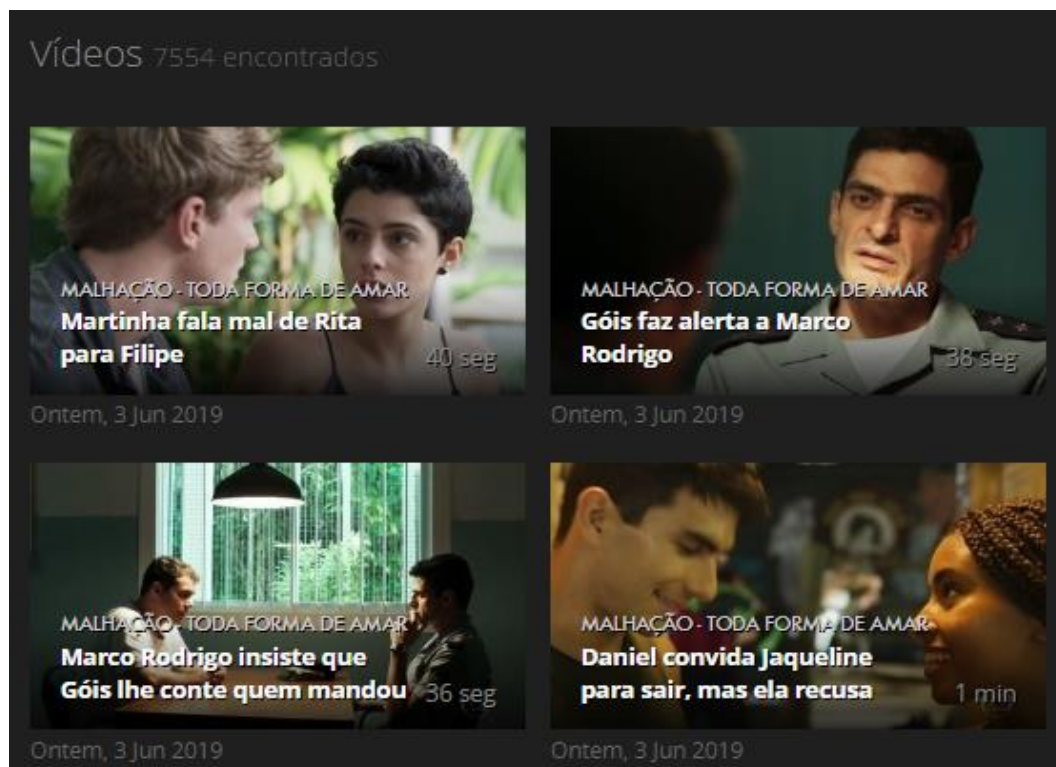 Vídeos 7554 encontrados
MALHAÇÃO - TODA FORMA DE AMAR
Martinha fala mal de Rita
para Filipe
40 seg
Ontem, 3 Jun 2019
MALHAÇÃO - TODA FORMA DE AMAR
Góis faz alerta a Marco
Rodrigo
38 seg
Ontem, 3 Jun 2019
MALHAÇÃO - TODA FORMA DE AMAR
Marco Rodrigo insiste que
Góis lhe conte quem mandou
36 seg
Ontem, 3 Jun 2019
MALHAÇÃO - TODA FORMA DE AMAR
Daniel convida Jaqueline
para sair, mas ela recusa
1 min
Ontem, 3 Jun 2019